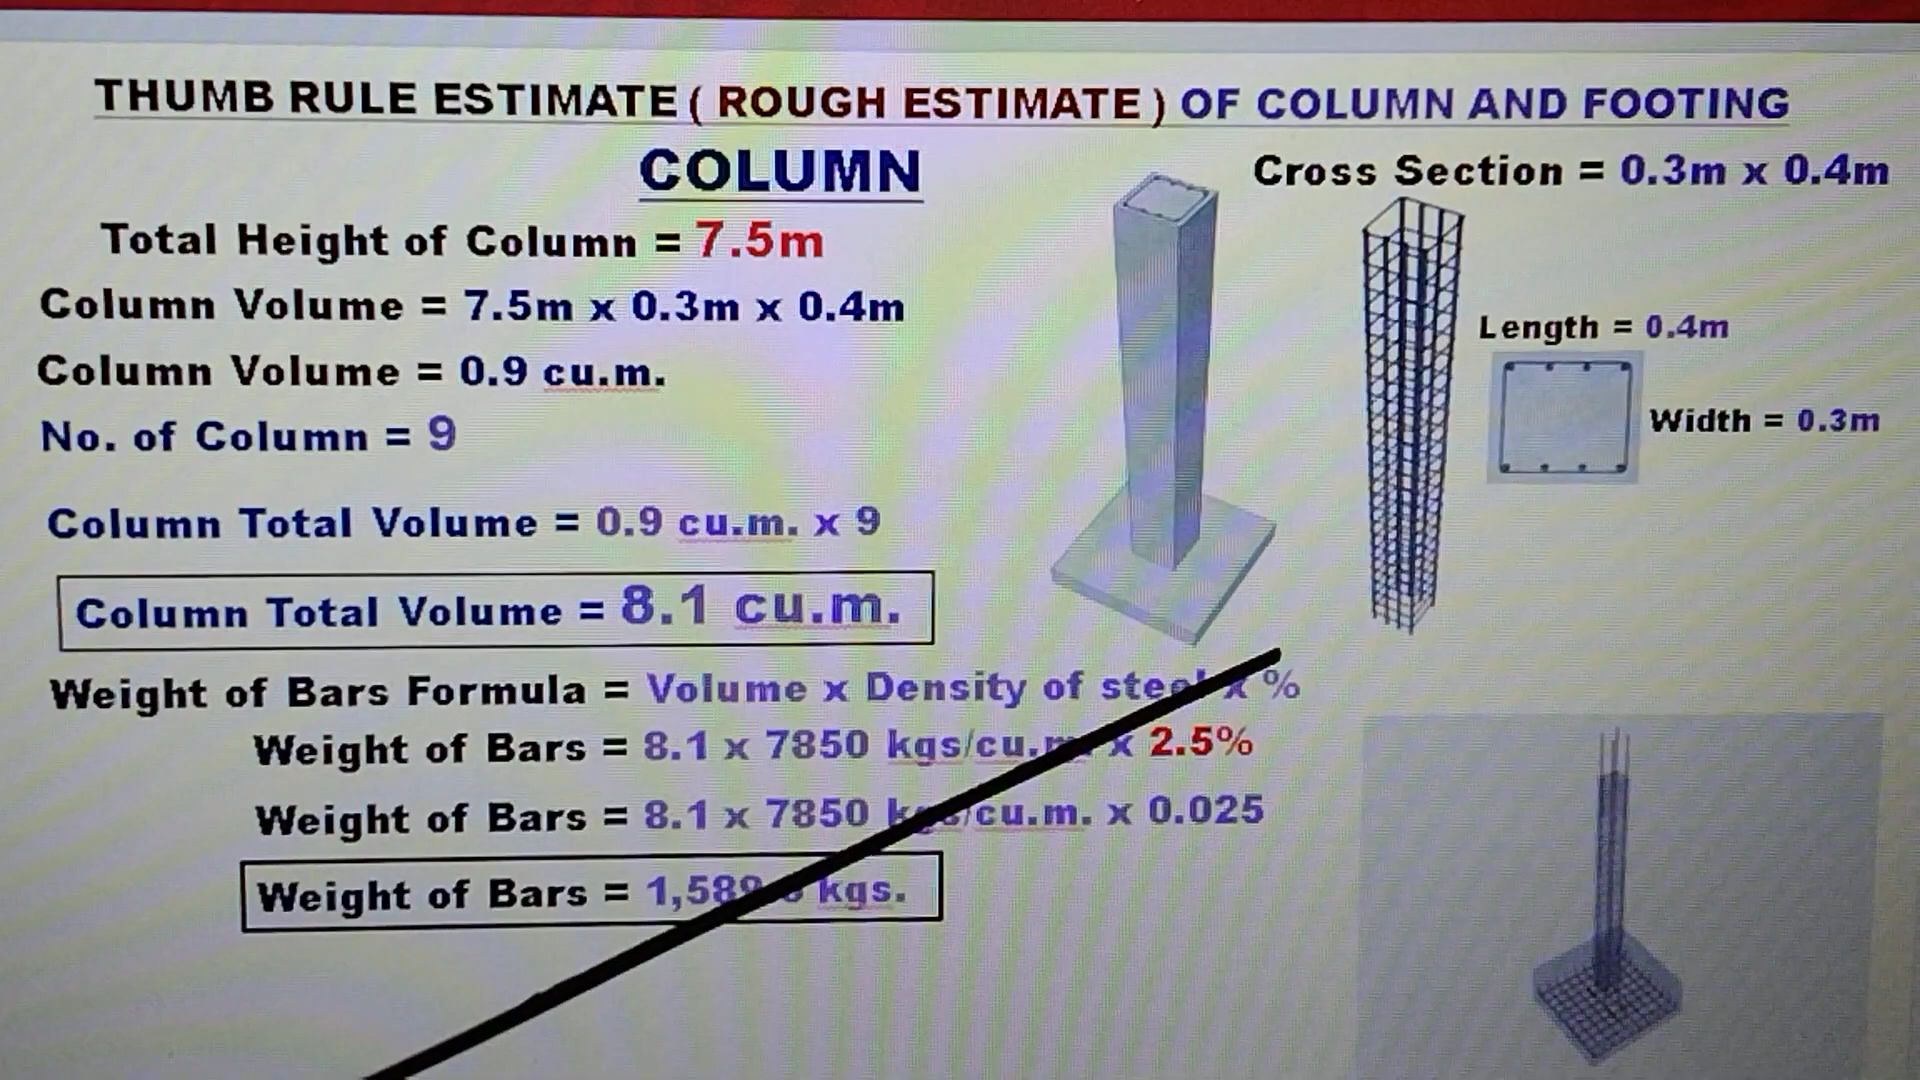 THUMB RULE ESTIMATE ( ROUGH ESTIMATE ) OF COLUMN AND FOOTING
COLUMN
Cross Section = 0.3m x 0.4m
Total Height of Column = 7.5m
Column Volume = 7.5m x 0.3m x 0.4m
Length = 0.4m
Column Volume = 0.9 cu.m.
Width = 0.3m
No. of Column = 9
Column Total Volume = 0.9 cu.m. x 9
Column Total Volume = 8.1 cu.m.
Weight of Bars Formula = Volume x Density of steel x %
Weight of Bars = 8.1 x 7850 kgs/cu.m. x 2.5%
Weight of Bars = 8.1 x 7850 kgs/cu.m. x 0.025
Weight of Bars = kgs.